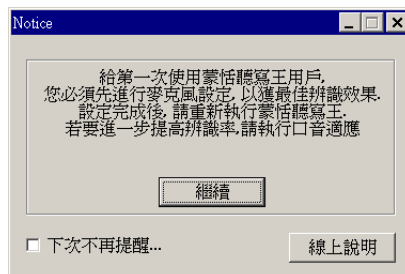 Notice
給第一次使用蒙恬聽寫王用戶,
您必須先進行麥克風設定, 以獲最佳辨識效果.
設定完成後, 請重新執行蒙恬聽寫王.
若要進一步提高辨識率,請執行口音適應
繼續
下次不再提醒...
線上說明